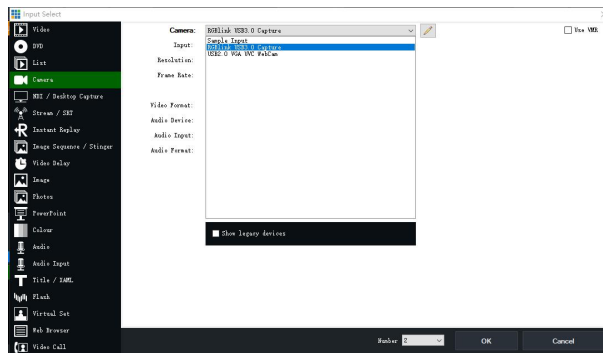 Input Select
Video
DVD
List
Camera
NDI / Desktop Capture
Stream / SRT
Instant Replay
Image Sequence / Stinger
Video Delay
Image
Photos
PowerPoint
Colour
Audio
Audio Input
Title / XAML
Flash
Virtual Set
Web Browser
Video Call
Camera: RGBlink USB3.0 Capture
Use VMR
Sample Input
RGBlink USB3.0 Capture
USB2.0 VGA UVC WebCam
Input:
Resolution:
Frame Rate:
Video Format:
Audio Device:
Audio Input:
Audio Format:
Show legacy devices
Number 2
OK
Cancel